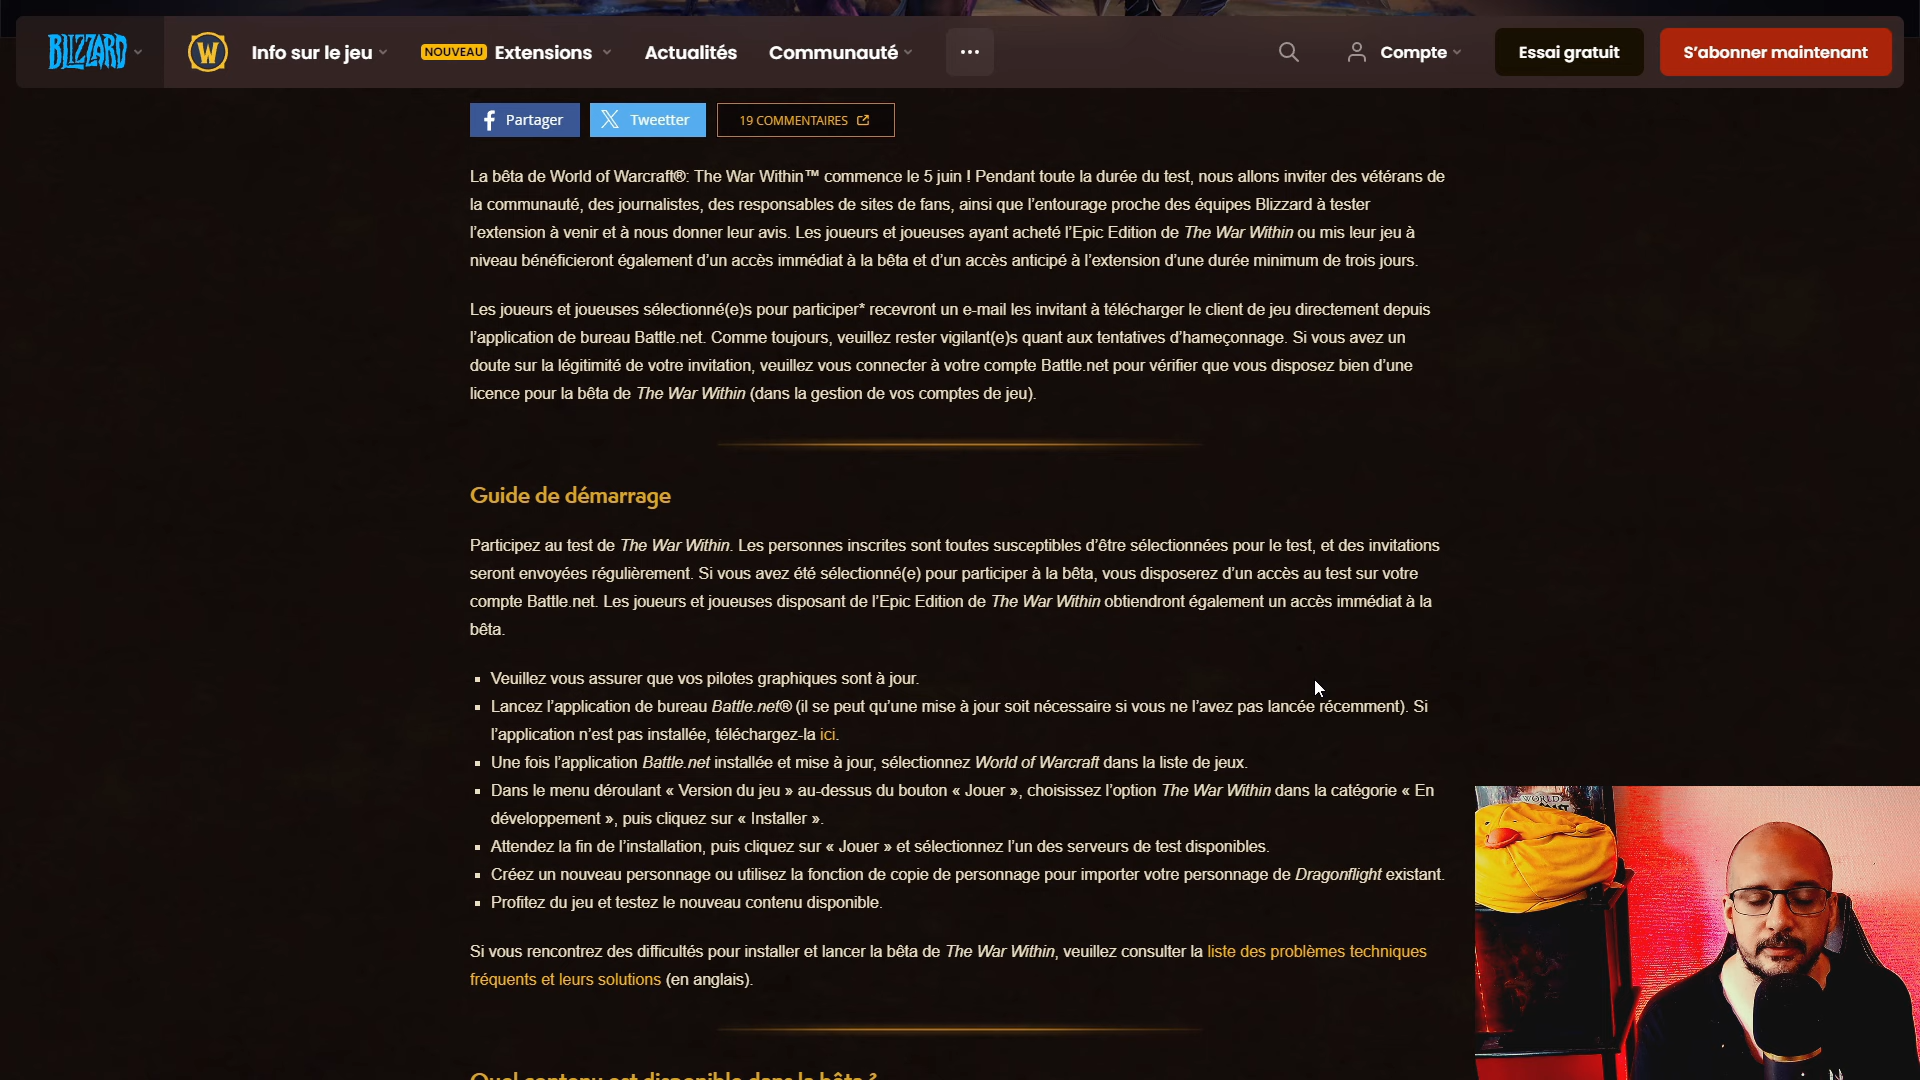 BLIZZARD
W
Info sur le jeu
NOUVEAU Extensions
Actualités
Communauté
Compte
Essai gratuit
S'abonner maintenant
Partager
Tweetter
19 COMMENTAIRES
La bêta de World of Warcraft®: The War Within™ commence le 5 juin ! Pendant toute la durée du test, nous allons inviter des vétérans de
la communauté, des journalistes, des responsables de sites de fans, ainsi que l'entourage proche des équipes Blizzard à tester
l'extension à venir et à nous donner leur avis. Les joueurs et joueuses ayant acheté l'Epic Edition de The War Within ou mis leur jeu à
niveau bénéficieront également d'un accès immédiat à la bêta et d'un accès anticipé à l'extension d'une durée minimum de trois jours.
Les joueurs et joueuses sélectionné(e)s pour participer* recevront un e-mail les invitant à télécharger le client de jeu directement depuis
l'application de bureau Battle.net. Comme toujours, veuillez rester vigilant(e)s quant aux tentatives d'hameçonnage. Si vous avez un
doute sur la légitimité de votre invitation, veuillez vous connecter à votre compte Battle.net pour vérifier que vous disposez bien d'une
licence pour la bêta de The War Within (dans la gestion de vos comptes de jeu).
Guide de démarrage
Participez au test de The War Within. Les personnes inscrites sont toutes susceptibles d'être sélectionnées pour le test, et des invitations
seront envoyées régulièrement. Si vous avez été sélectionné(e) pour participer à la bêta, vous disposerez d'un accès au test sur votre
compte Battle.net. Les joueurs et joueuses disposant de l'Epic Edition de The War Within obtiendront également un accès immédiat à la
bêta.
Veuillez vous assurer que vos pilotes graphiques sont à jour.
Lancez l'application de bureau Battle.net® (il se peut qu'une mise à jour soit nécessaire si vous ne l'avez pas lancée récemment). Si
l'application n'est pas installée, téléchargez-la ici.
Une fois l'application Battle.net installée et mise à jour, sélectionnez World of Warcraft dans la liste de jeux.
Dans le menu déroulant « Version du jeu » au-dessus du bouton « Jouer », choisissez l'option The War Within dans la catégorie « En
développement », puis cliquez sur « Installer ».
Attendez la fin de l'installation, puis cliquez sur « Jouer » et sélectionnez l'un des serveurs de test disponibles.
Créez un nouveau personnage ou utilisez la fonction de copie de personnage pour importer votre personnage de Dragonflight existant.
Profitez du jeu et testez le nouveau contenu disponible.
Si vous rencontrez des difficultés pour installer et lancer la bêta de The War Within, veuillez consulter la liste des problèmes techniques
fréquents et leurs solutions (en anglais).
Quel contenu est disponible dans la bêta ?
WORLD